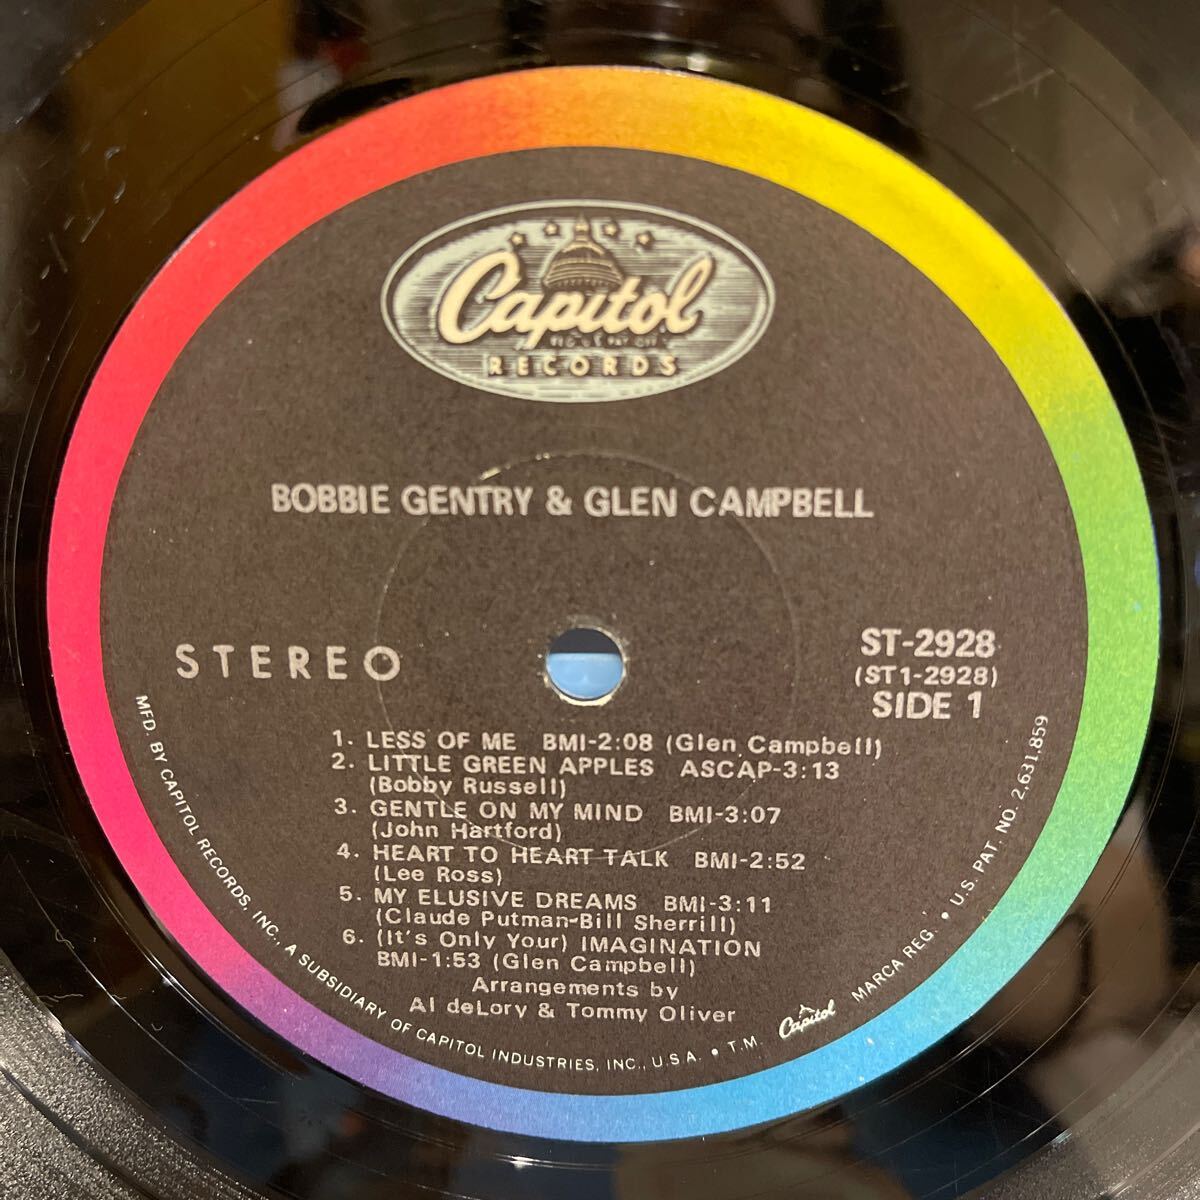 Capitol
RECORDS
BOBBIE GENTRY & GLEN CAMPBELL
STEREO
ST-2928
(ST1-2928)
SIDE 1
1. LESS OF ME BMI-2:08 (Glen Campbell)
2. LITTLE GREEN APPLES ASCAP-3:13
(Bobby Russell)
3. GENTLE ON MY MIND BMI-3:07
(John Hartford)
4. HEART TO HEART TALK BMI-2:52
(Lee Ross)
5. MY ELUSIVE DREAMS BMI-3:11
(Claude Putman-Bill Sherrill)
6. (It's Only Your) IMAGINATION
BMI-1:53 (Glen Campbell)
Arrangements by
Al deLory & Tommy Oliver
MFD. BY CAPITOL RECORDS, INC., A SUBSIDIARY OF CAPITOL INDUSTRIES, INC., U.S.A. • T.M. Capitol MARCA REG. • U.S. PAT. NO. 2,631,859